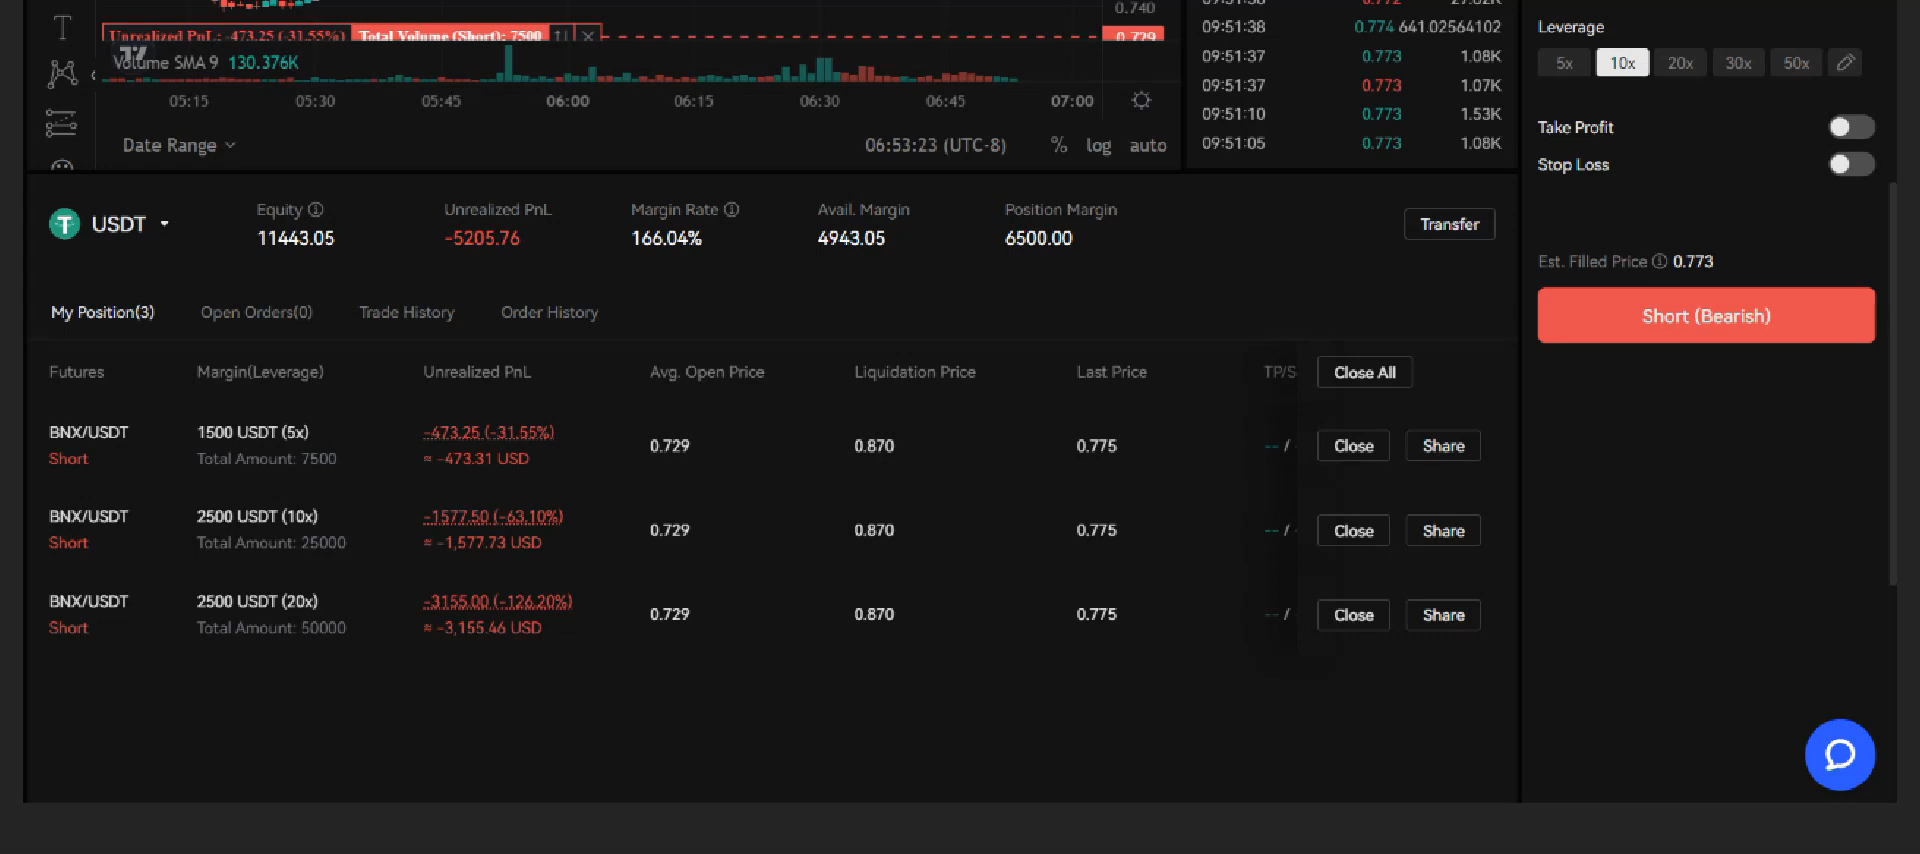 0.740
Unrealized PnL: -473.25 (-31.55%) Total Volume (Short): 7500
0.729
Volume SMA 9 130.376K
05:15 05:30 05:45 06:00 06:15 06:30 06:45 07:00
Date Range
06:53:23 (UTC-8) % log auto
09:51:38 0.772 27.02K
09:51:38 0.774 641.02564102
09:51:37 0.773 1.08K
09:51:37 0.773 1.07K
09:51:10 0.773 1.53K
09:51:05 0.773 1.08K
Leverage
5x 10x 20x 30x 50x
Take Profit
Stop Loss
Est. Filled Price 0.773
Short (Bearish)
USDT
Equity Unrealized PnL Margin Rate Avail. Margin Position Margin
11443.05 -5205.76 166.04% 4943.05 6500.00
Transfer
My Position(3) Open Orders(0) Trade History Order History
Futures Margin(Leverage) Unrealized PnL Avg. Open Price Liquidation Price Last Price TP/S Close All
BNX/USDT 1500 USDT (5x) -473.25 (-31.55%) 0.729 0.870 0.775 -- / Close Share
Short Total Amount: 7500 ≈ -473.31 USD
BNX/USDT 2500 USDT (10x) -1577.50 (-63.10%) 0.729 0.870 0.775 -- / Close Share
Short Total Amount: 25000 ≈ -1,577.73 USD
BNX/USDT 2500 USDT (20x) -3155.00 (-126.20%) 0.729 0.870 0.775 -- / Close Share
Short Total Amount: 50000 ≈ -3,155.46 USD